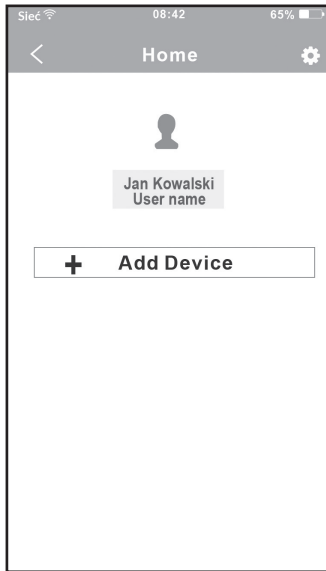 Sieć 08:42 65%
Home
Jan Kowalski
User name
+ Add Device